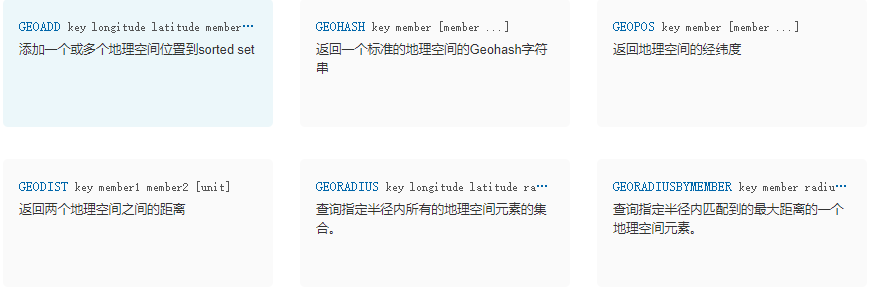 GEOADD key longitude latitude member...
添加一个或多个地理空间位置到sorted set
GEOHASH key member [member ...]
返回一个标准的地理空间的Geohash字符
串
GEOPOS key member [member ...]
返回地理空间的经纬度
GEODIST key member1 member2 [unit]
返回两个地理空间之间的距离
GEORADIUS key longitude latitude ra...
查询指定半径内所有的地理空间元素的集
合。
GEORADIUSBYMEMBER key member radiu...
查询指定半径内匹配到的最大距离的一个
地理空间元素。